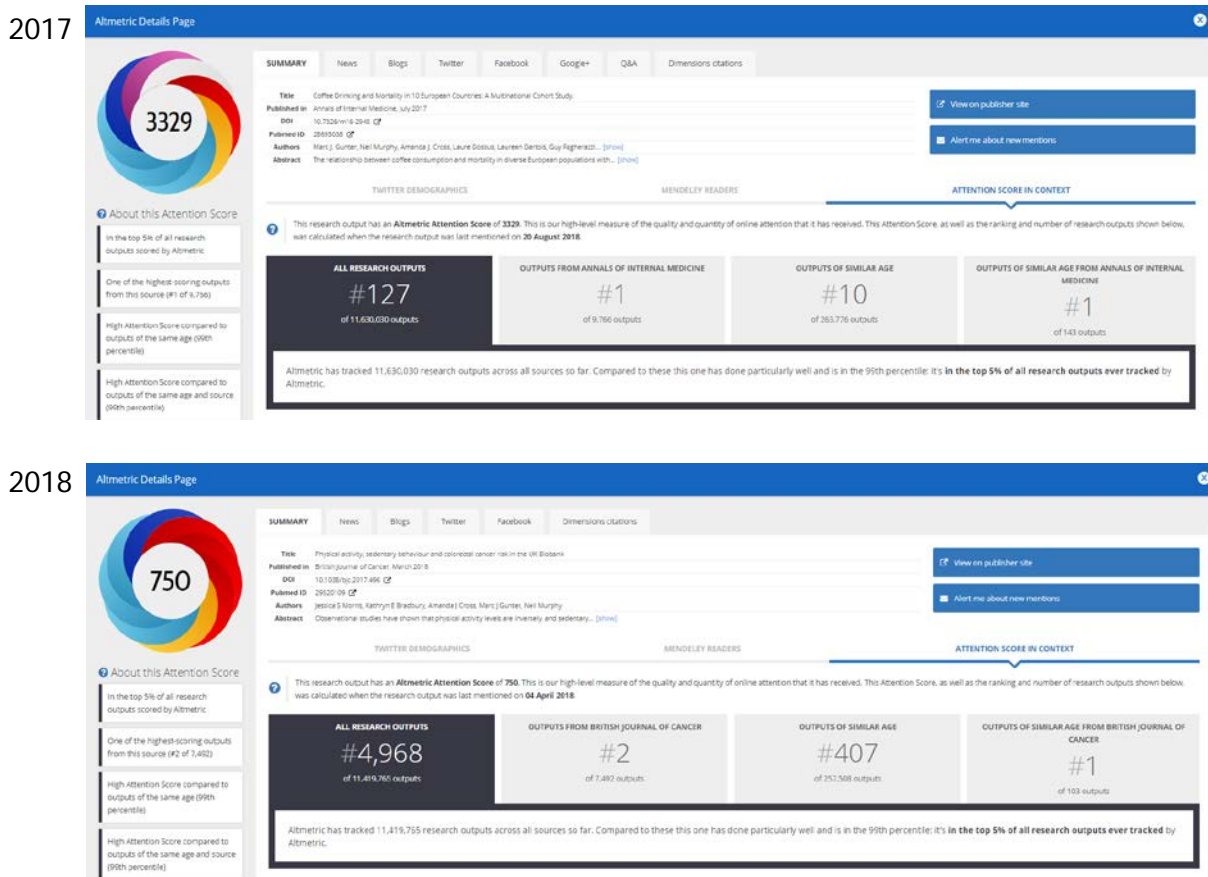 2017
Altmetric Details Page
3329
SUMMARY News Blogs Twitter Facebook Google+ Q&A Dimensions citations
Title Coffee Drinking and Mortality in 10 European Countries: A Multinational Cohort Study.
Published in Annals of Internal Medicine, July 2017
DOI
Pubmed ID 28693038
Authors Marc J. Gunter, Neil Murphy, Amanda J. Cross, Laure Dossus, Laureen Dartois, Guy Fagherazzi... [show]
Abstract The relationship between coffee consumption and mortality in diverse European populations with... [show]
View on publisher site
Alert me about new mentions
TWITTER DEMOGRAPHICS MENDELEY READERS ATTENTION SCORE IN CONTEXT
About this Attention Score
In the top 5% of all research
outputs scored by Altmetric
One of the highest-scoring outputs
from this source (#1 of 9,766)
High Attention Score compared to
outputs of the same age (99th
percentile)
High Attention Score compared to
outputs of the same age and source
(99th percentile)
This research output has an Altmetric Attention Score of 3329. This is our high-level measure of the quality and quantity of online attention that it has received. This Attention Score, as well as the ranking and number of research outputs shown below,
was calculated when the research output was last mentioned on 20 August 2018.
ALL RESEARCH OUTPUTS
#127
of 11,630,030 outputs
OUTPUTS FROM ANNALS OF INTERNAL MEDICINE
#1
of 9,766 outputs
OUTPUTS OF SIMILAR AGE
#10
of 263,776 outputs
OUTPUTS OF SIMILAR AGE FROM ANNALS OF INTERNAL
MEDICINE
#1
of 143 outputs
Altmetric has tracked 11,630,030 research outputs across all sources so far. Compared to these this one has done particularly well and is in the 99th percentile: it's in the top 5% of all research outputs ever tracked by
Altmetric.
2018
Altmetric Details Page
750
SUMMARY News Blogs Twitter Facebook Dimensions citations
Title Physical activity, sedentary behaviour and colorectal cancer risk in the UK Biobank
Published in British Journal of Cancer, March 2018
DOI 10.1038/bjc.2017.496
Pubmed ID 29520109
Authors Jessica S Morris, Kathryn E Bradbury, Amanda J Cross, Marc J Gunter, Neil Murphy
Abstract Observational studies have shown that physical activity levels are inversely and sedentary... [show]
View on publisher site
Alert me about new mentions
TWITTER DEMOGRAPHICS MENDELEY READERS ATTENTION SCORE IN CONTEXT
About this Attention Score
In the top 5% of all research
outputs scored by Altmetric
One of the highest-scoring outputs
from this source (#2 of 7,492)
High Attention Score compared to
outputs of the same age (99th
percentile)
High Attention Score compared to
outputs of the same age and source
(99th percentile)
This research output has an Altmetric Attention Score of 750. This is our high-level measure of the quality and quantity of online attention that it has received. This Attention Score, as well as the ranking and number of research outputs shown below,
was calculated when the research output was last mentioned on 04 April 2018.
ALL RESEARCH OUTPUTS
#4,968
of 11,419,765 outputs
OUTPUTS FROM BRITISH JOURNAL OF CANCER
#2
of 7,492 outputs
OUTPUTS OF SIMILAR AGE
#407
of 257,508 outputs
OUTPUTS OF SIMILAR AGE FROM BRITISH JOURNAL OF
CANCER
#1
of 103 outputs
Altmetric has tracked 11,419,765 research outputs across all sources so far. Compared to these this one has done particularly well and is in the 99th percentile: it's in the top 5% of all research outputs ever tracked by
Altmetric.